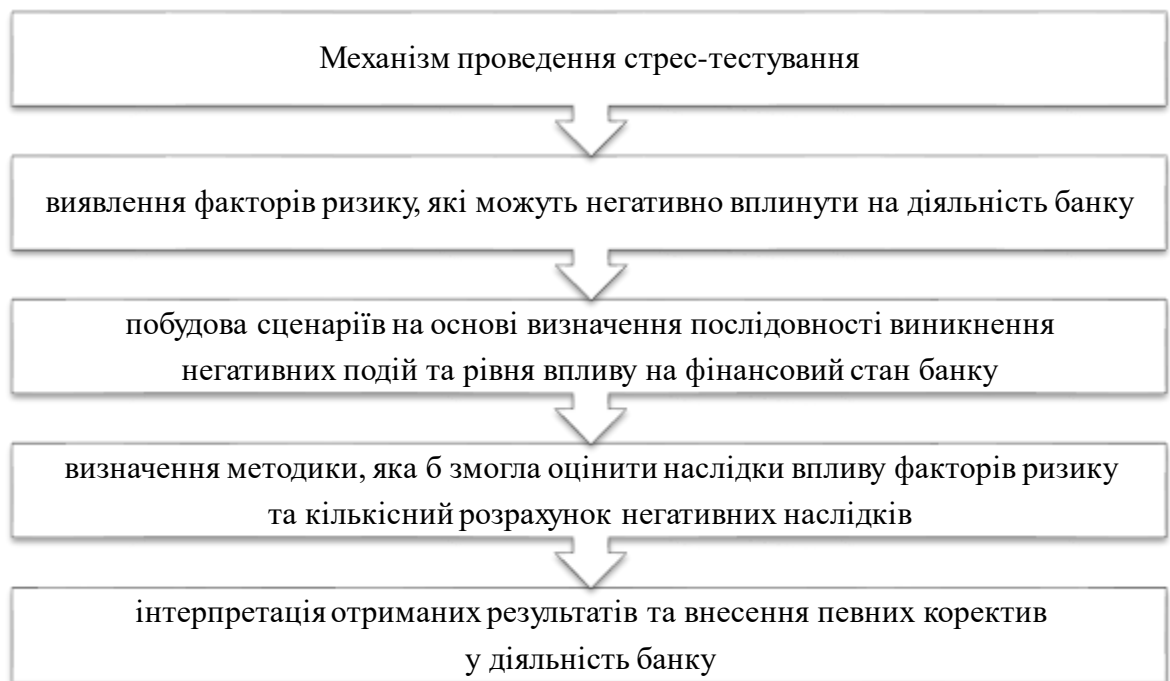 Механізм проведення стрес-тестування
виявлення факторів ризику, які можуть негативно вплинути на діяльність банку
побудова сценаріїв на основі визначення послідовності виникнення
негативних подій та рівня впливу на фінансовий стан банку
визначення методики, яка б змогла оцінити наслідки впливу факторів ризику
та кількісний розрахунок негативних наслідків
інтерпретація отриманих результатів та внесення певних коректив
у діяльність банку